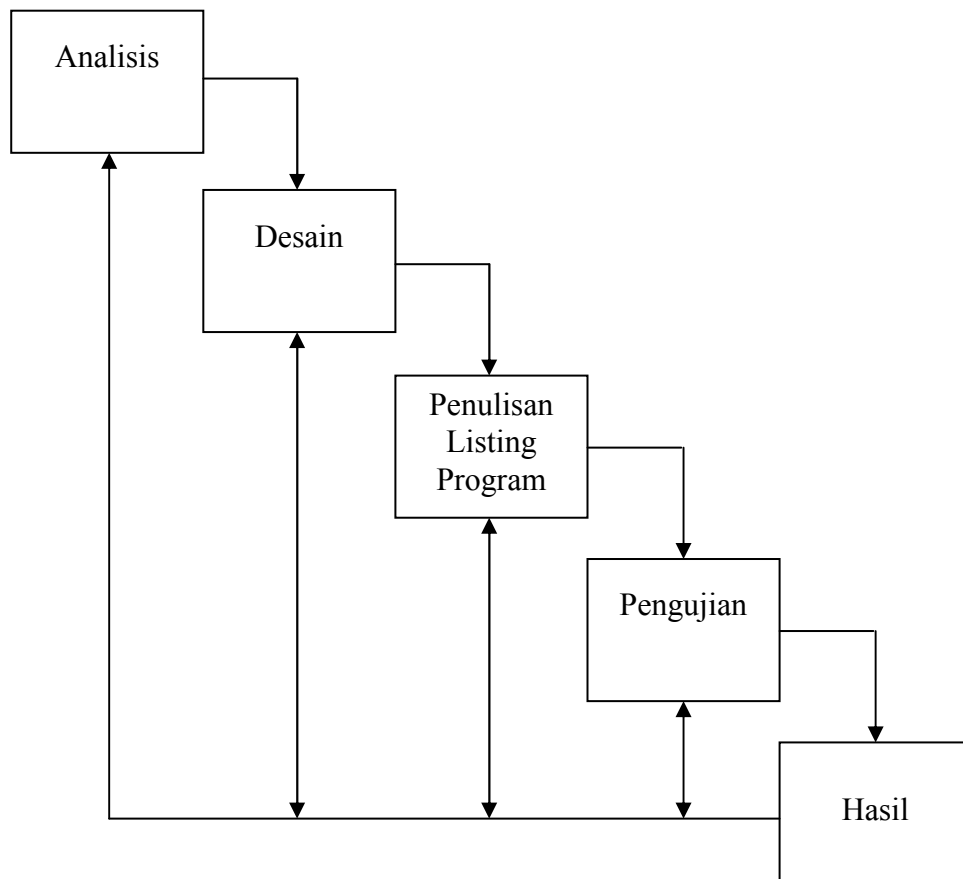 Analisis
Desain
Penulisan
Listing
Program
Pengujian
Hasil